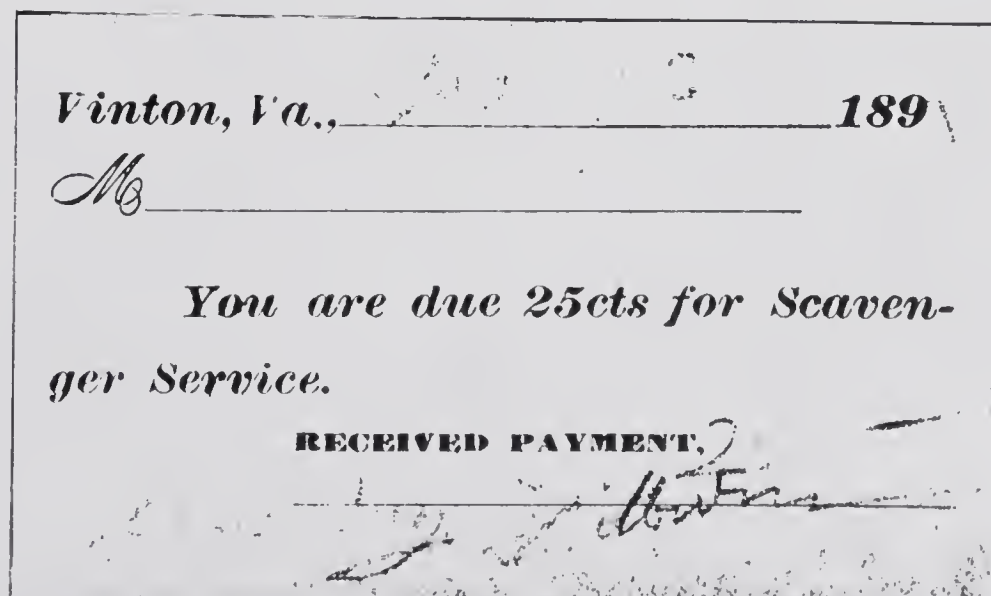 Vinton, Va., 189
M
You are due 25cts for Scaven-
ger Service.
RECEIVED PAYMENT,